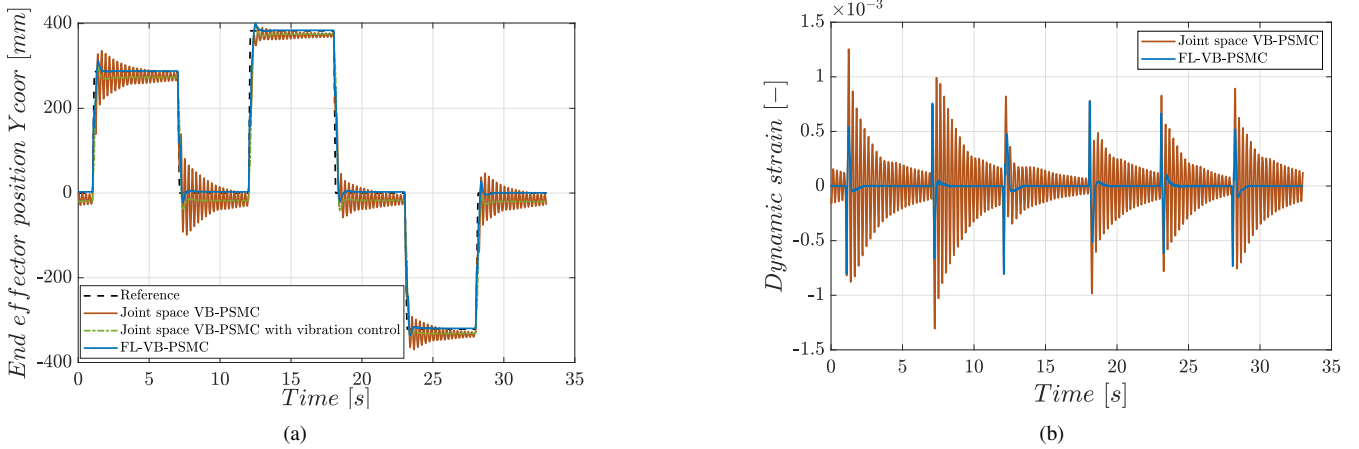 End effector position Y coor [mm]
400
200
0
-200
-400
Reference
Joint space VB-PSMC
Joint space VB-PSMC with vibration control
FL-VB-PSMC
0 5 10 15 20 25 30 35
Time [s]
(a)
×10⁻³
Dynamic strain [−]
1.5
1
0.5
0
-0.5
-1
-1.5
Joint space VB-PSMC
FL-VB-PSMC
0 5 10 15 20 25 30 35
Time [s]
(b)